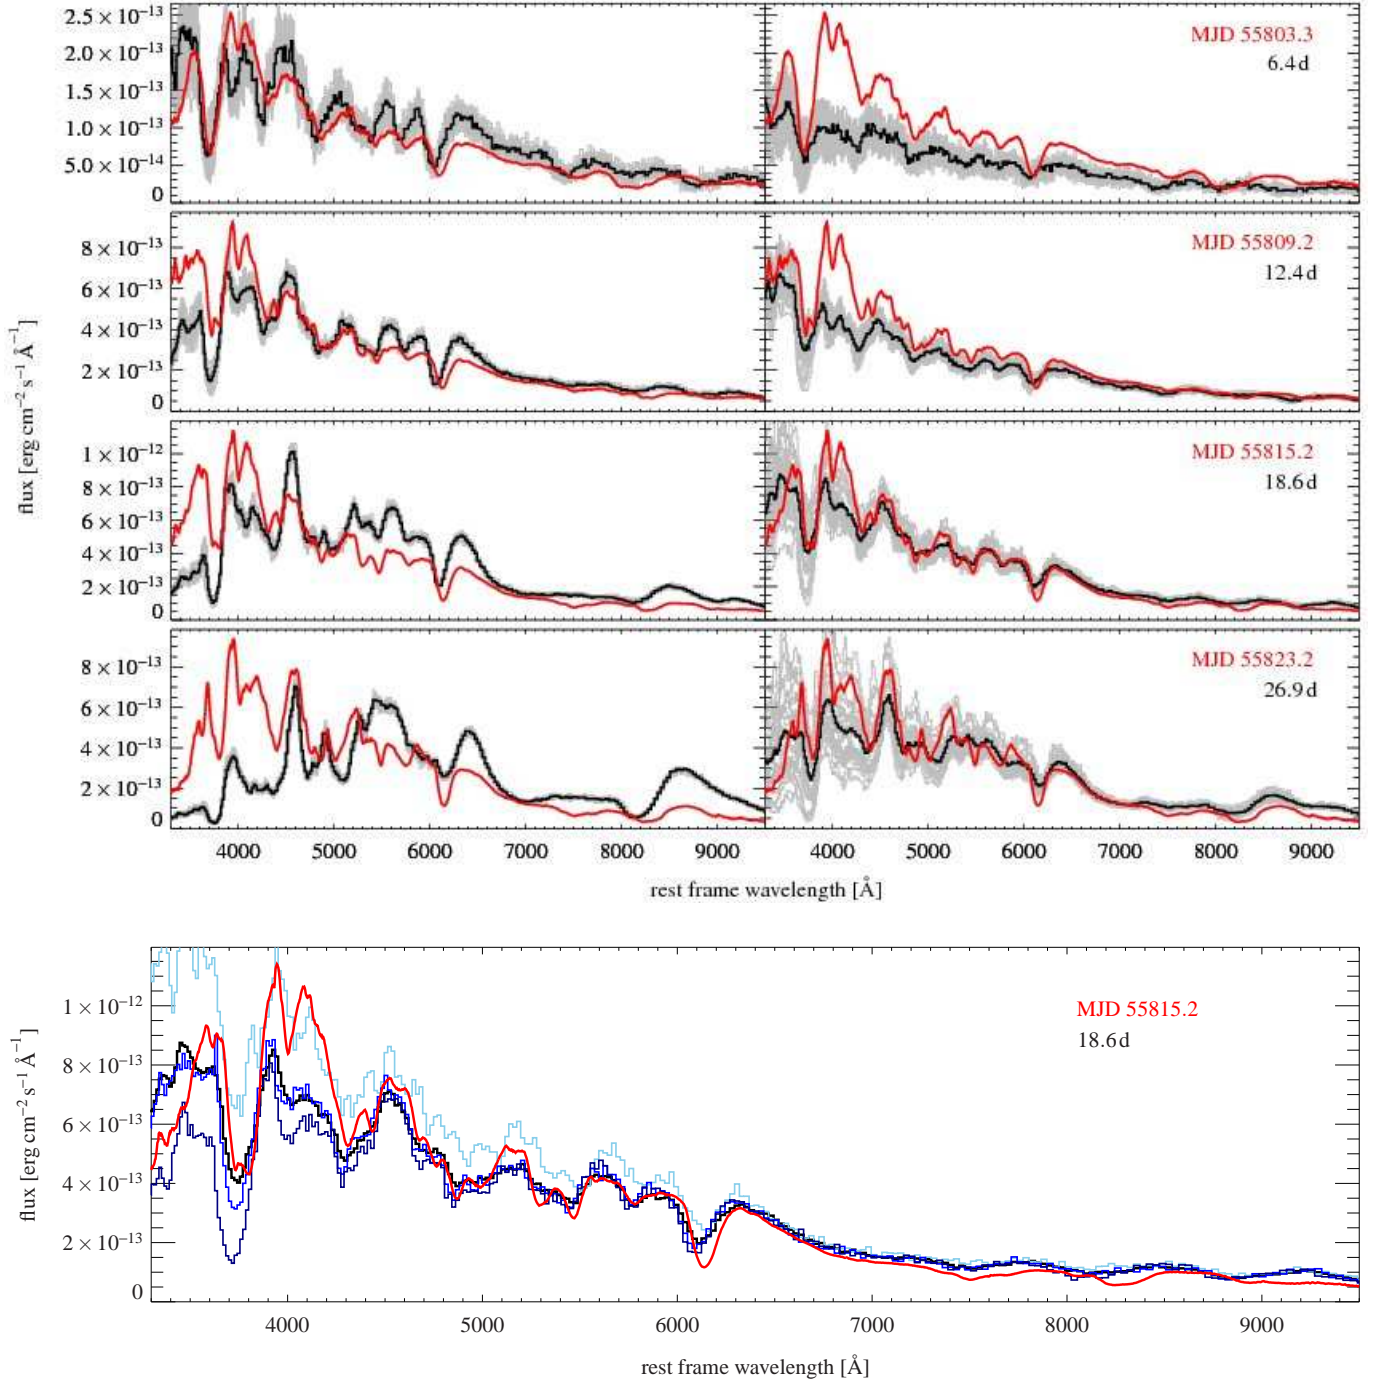 2.5 × 10⁻¹³
2.0 × 10⁻¹³
1.5 × 10⁻¹³
1.0 × 10⁻¹³
5.0 × 10⁻¹⁴
0
MJD 55803.3
6.4 d
8 × 10⁻¹³
6 × 10⁻¹³
4 × 10⁻¹³
2 × 10⁻¹³
0
MJD 55809.2
12.4 d
flux [erg cm⁻² s⁻¹ Å⁻¹]
1 × 10⁻¹²
8 × 10⁻¹³
6 × 10⁻¹³
4 × 10⁻¹³
2 × 10⁻¹³
0
MJD 55815.2
18.6 d
8 × 10⁻¹³
6 × 10⁻¹³
4 × 10⁻¹³
2 × 10⁻¹³
0
MJD 55823.2
26.9 d
4000 5000 6000 7000 8000 9000 4000 5000 6000 7000 8000 9000
rest frame wavelength [Å]
1 × 10⁻¹²
8 × 10⁻¹³
6 × 10⁻¹³
4 × 10⁻¹³
2 × 10⁻¹³
0
flux [erg cm⁻² s⁻¹ Å⁻¹]
MJD 55815.2
18.6 d
4000 5000 6000 7000 8000 9000
rest frame wavelength [Å]